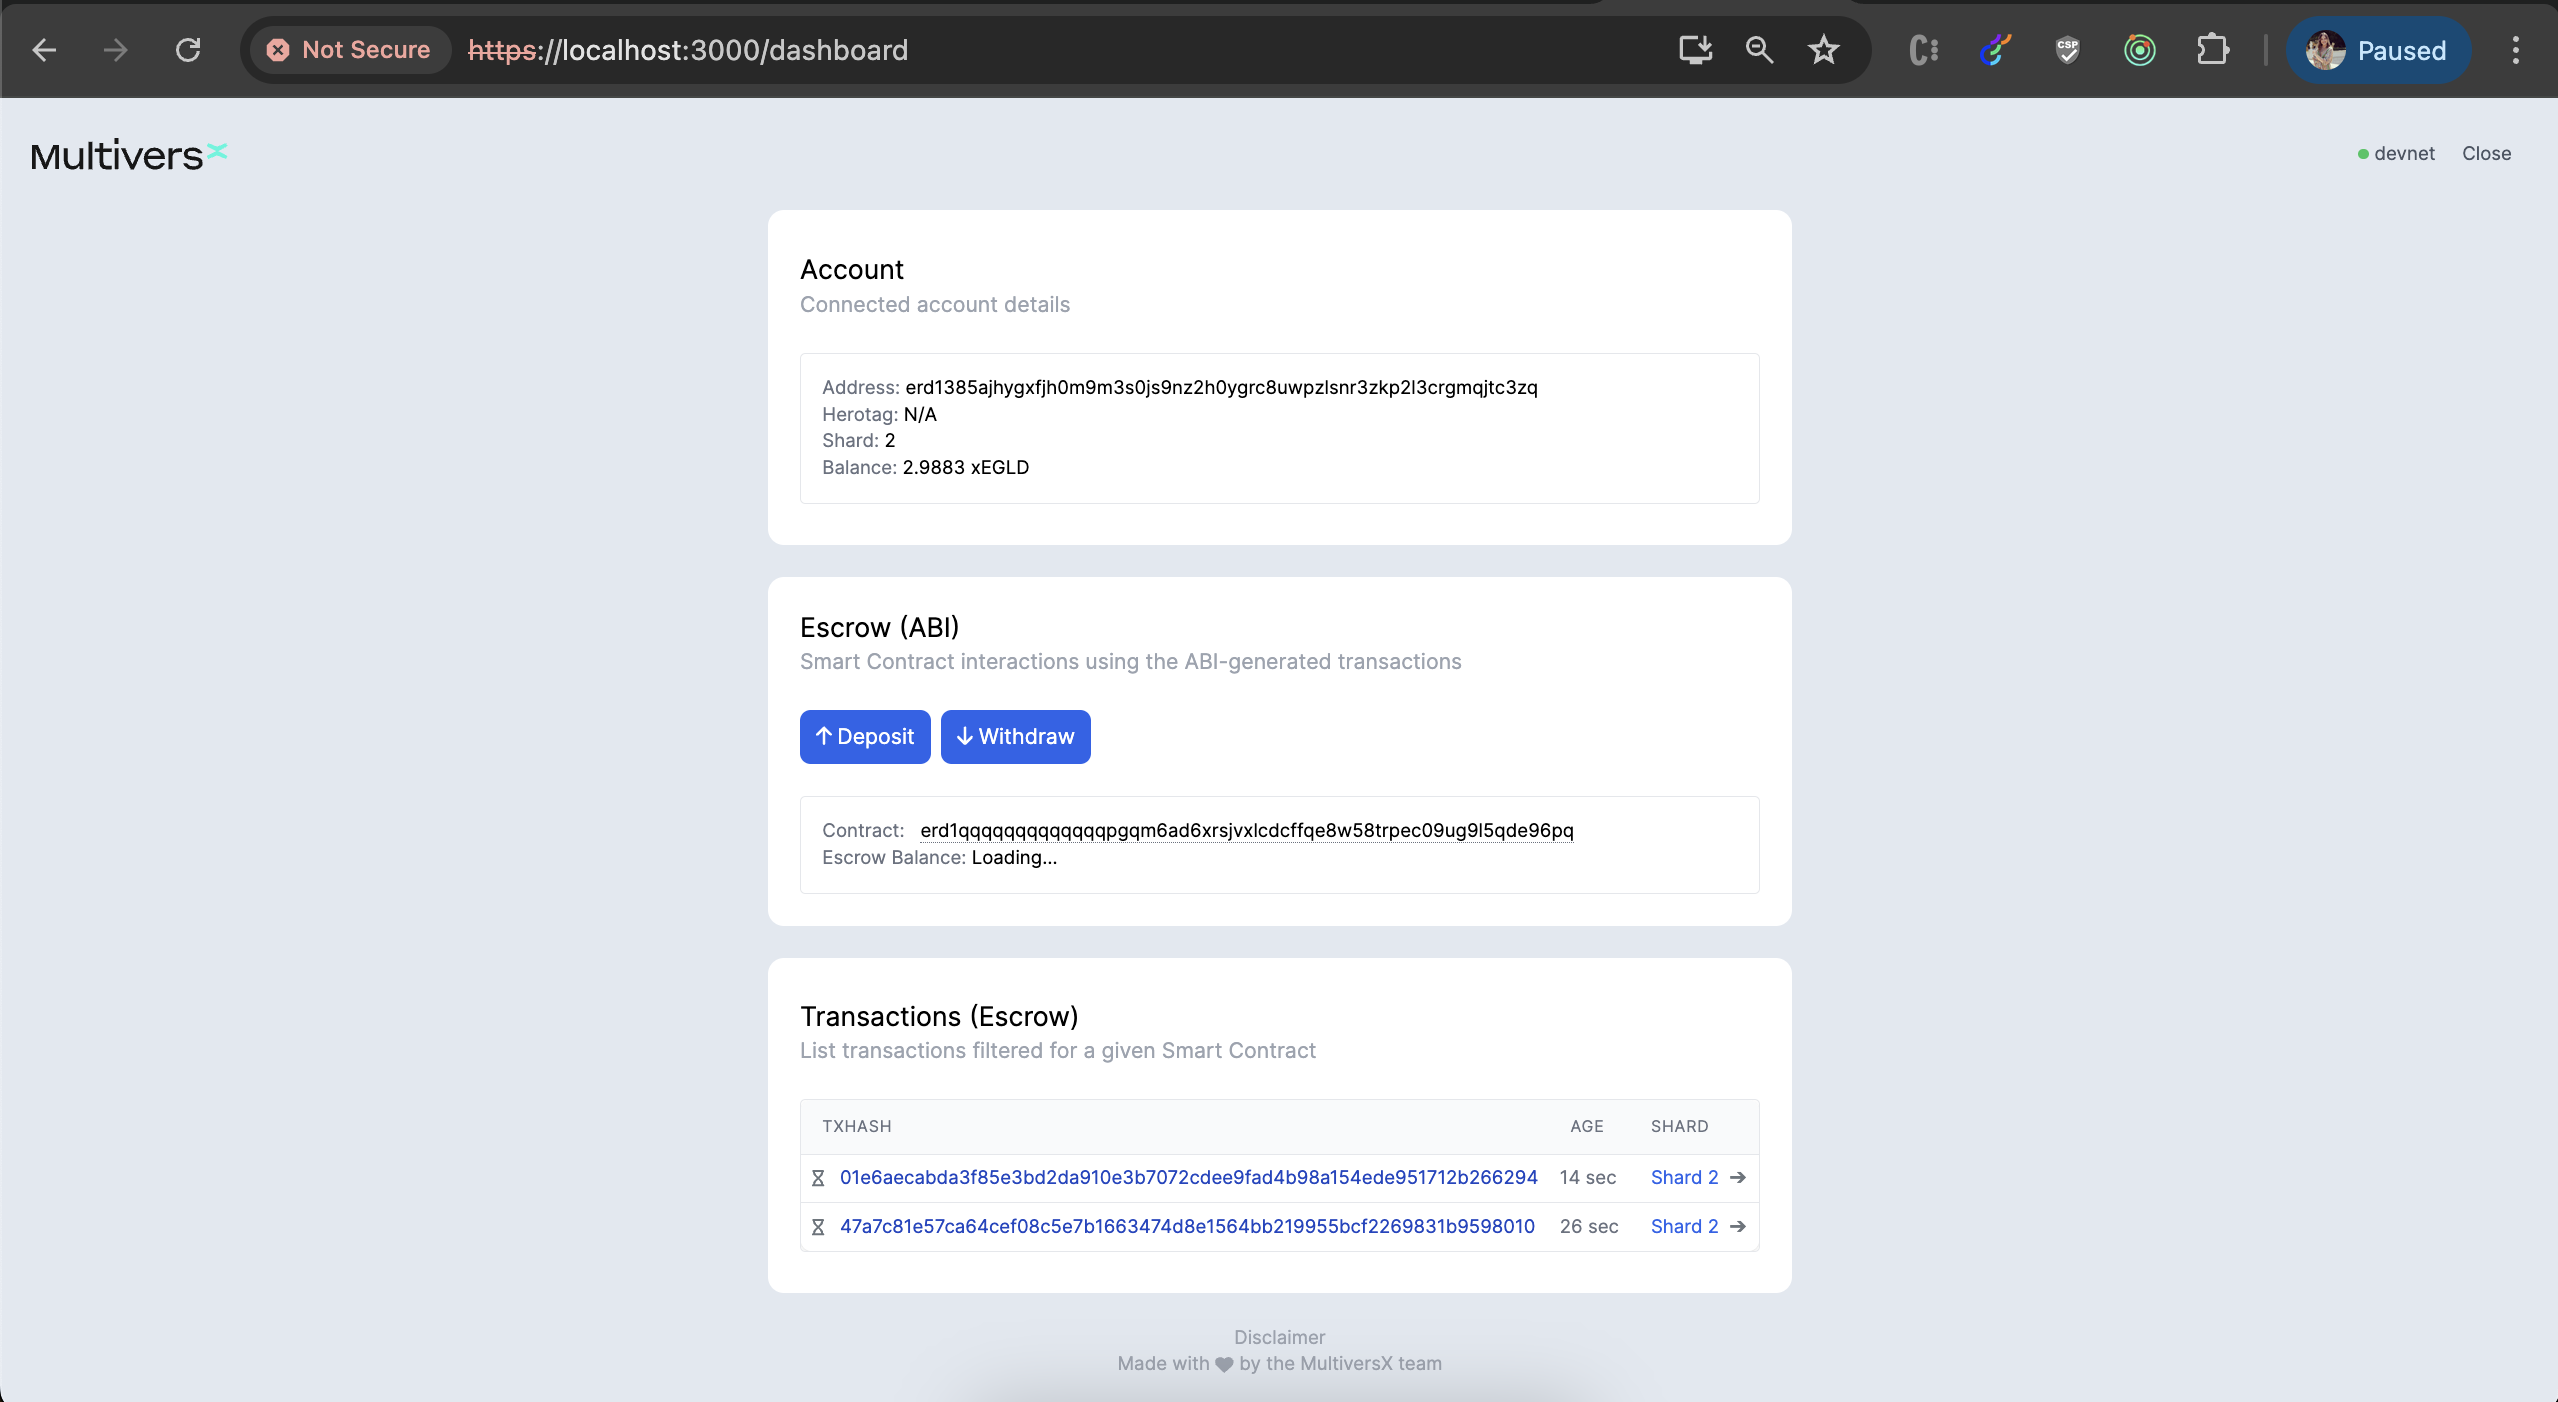 Not Secure https://localhost:3000/dashboard CSP Paused
Multivers
devnet Close
Account
Connected account details
Address: erd1385ajhygxfjh0m9m3s0js9nz2h0ygrc8uwpzlsnr3zkp2l3crgmqjtc3zq
Herotag: N/A
Shard: 2
Balance: 2.9883 xEGLD
Escrow (ABI)
Smart Contract interactions using the ABI-generated transactions
Deposit Withdraw
Contract: erd1qqqqqqqqqqqqqpgqm6ad6xrsjvxlcdcffqe8w58trpec09ug9l5qde96pq
Escrow Balance: Loading...
Transactions (Escrow)
List transactions filtered for a given Smart Contract
TXHASH AGE SHARD
01e6aecabda3f85e3bd2da910e3b7072cdee9fad4b98a154ede951712b266294 14 sec Shard 2
47a7c81e57ca64cef08c5e7b1663474d8e1564bb219955bcf2269831b9598010 26 sec Shard 2
Disclaimer
Made with by the MultiversX team